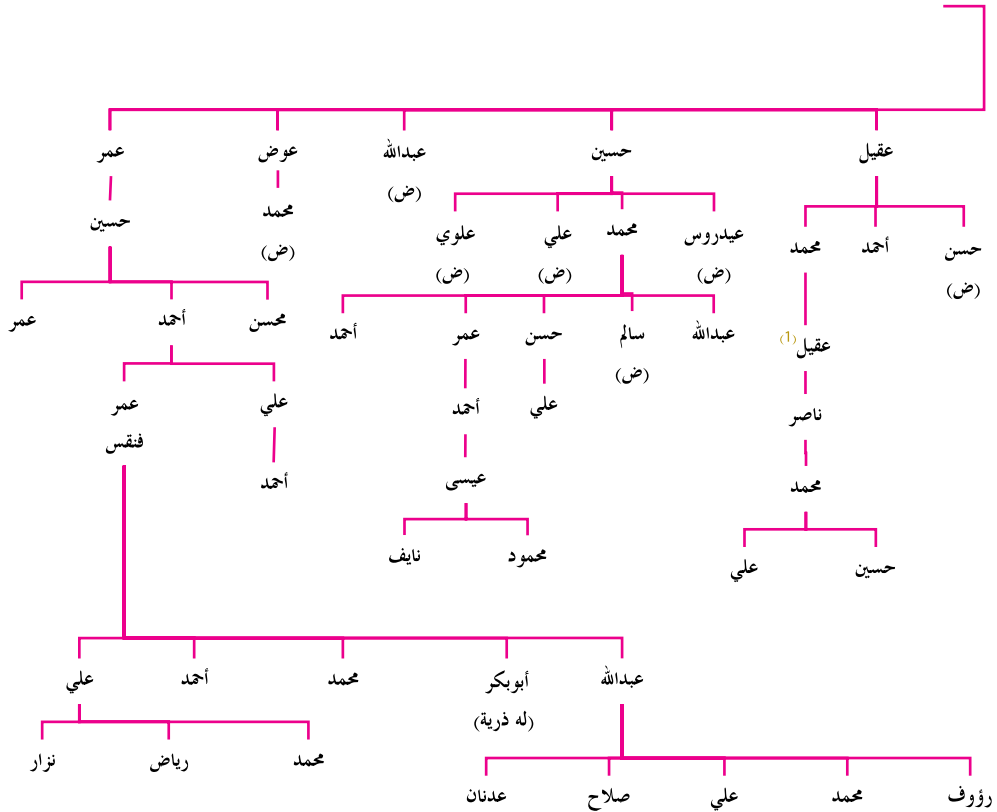 عقيل
حسين
عبدالله
(ض)
عوض
عمر
حسن
(ض)
أحمد
محمد
عيدروس
(ض)
محمد
علي
(ض)
علوي
(ض)
محمد
(ض)
حسين
عقيل(1)
عبدالله
سالم
(ض)
حسن
عمر
أحمد
محسن
أحمد
عمر
ناصر
علي
أحمد
علي
عمر
فنقس
محمد
عيسى
أحمد
حسين
علي
محمود
نايف
عبدالله
أبوبكر
(له ذرية)
محمد
أحمد
علي
محمد
رياض
نزار
رؤوف
محمد
علي
صلاح
عدنان